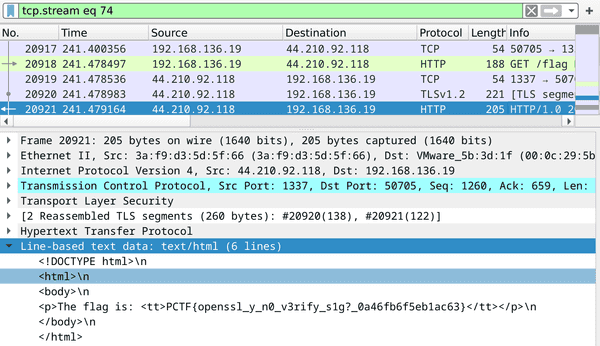 tcp.stream eq 74
No. Time Source Destination Protocol Length Info
20917 241.400356 192.168.136.19 44.210.92.118 TCP 54 50705 → 13
20918 241.478497 192.168.136.19 44.210.92.118 HTTP 188 GET /flag
20919 241.478536 44.210.92.118 192.168.136.19 TCP 54 1337 → 507
20920 241.478983 44.210.92.118 192.168.136.19 TLSv1.2 221 [TLS segme
20921 241.479164 44.210.92.118 192.168.136.19 HTTP 205 HTTP/1.0 2
Frame 20921: 205 bytes on wire (1640 bits), 205 bytes captured (1640 bits)
Ethernet II, Src: 3a:f9:d3:5d:5f:66 (3a:f9:d3:5d:5f:66), Dst: VMware_5b:3d:1f (00:0c:29:5b
Internet Protocol Version 4, Src: 44.210.92.118, Dst: 192.168.136.19
Transmission Control Protocol, Src Port: 1337, Dst Port: 50705, Seq: 1260, Ack: 659, Len:
Transport Layer Security
[2 Reassembled TLS segments (260 bytes): #20920(138), #20921(122)]
Hypertext Transfer Protocol
Line-based text data: text/html (6 lines)
<!DOCTYPE html>\n
<html>\n
<body>\n
<p>The flag is: <tt>PCTF{openssl_y_n0_v3rify_s1g?_0a46fb6f5eb1ac63}</tt></p>\n
</body>\n
</html>